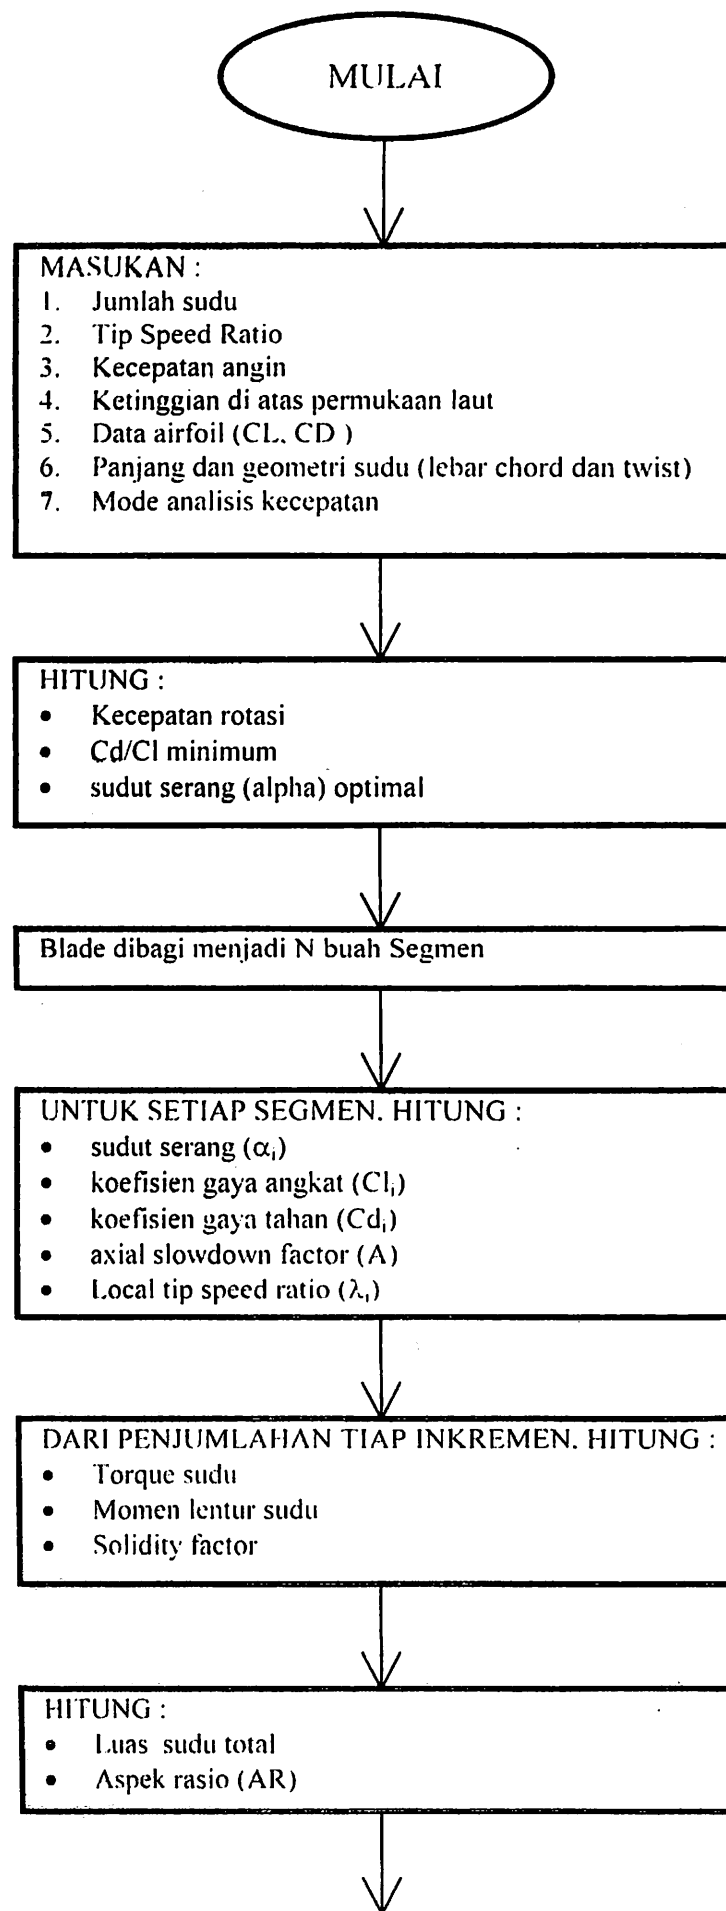 MULAI
MASUKAN :
1. Jumlah sudu
2. Tip Speed Ratio
3. Kecepatan angin
4. Ketinggian di atas permukaan laut
5. Data airfoil (CL, CD )
6. Panjang dan geometri sudu (lebar chord dan twist)
7. Mode analisis kecepatan
HITUNG :
• Kecepatan rotasi
• Cd/Cl minimum
• sudut serang (alpha) optimal
Blade dibagi menjadi N buah Segmen
UNTUK SETIAP SEGMEN. HITUNG :
• sudut serang (αi)
• koefisien gaya angkat (Cli)
• koefisien gaya tahan (Cdi)
• axial slowdown factor (A)
• Local tip speed ratio (λi)
DARI PENJUMLAHAN TIAP INKREMEN. HITUNG :
• Torque sudu
• Momen lentur sudu
• Solidity factor
HITUNG :
• Luas sudu total
• Aspek rasio (AR)